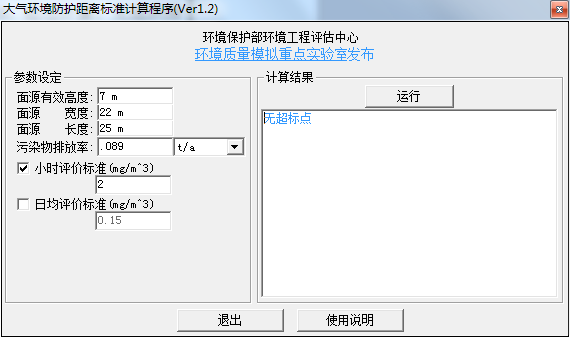 大气环境防护距离标准计算程序(Ver1.2)
环境保护部环境工程评估中心
环境质量模拟重点实验室发布
参数设定
面源有效高度: 7 m
面源 宽度: 22 m
面源 长度: 25 m
污染物排放率: .089 t/a
小时评价标准(mg/m^3)
2
日均评价标准(mg/m^3)
0.15
计算结果
运行
无超标点
退出
使用说明